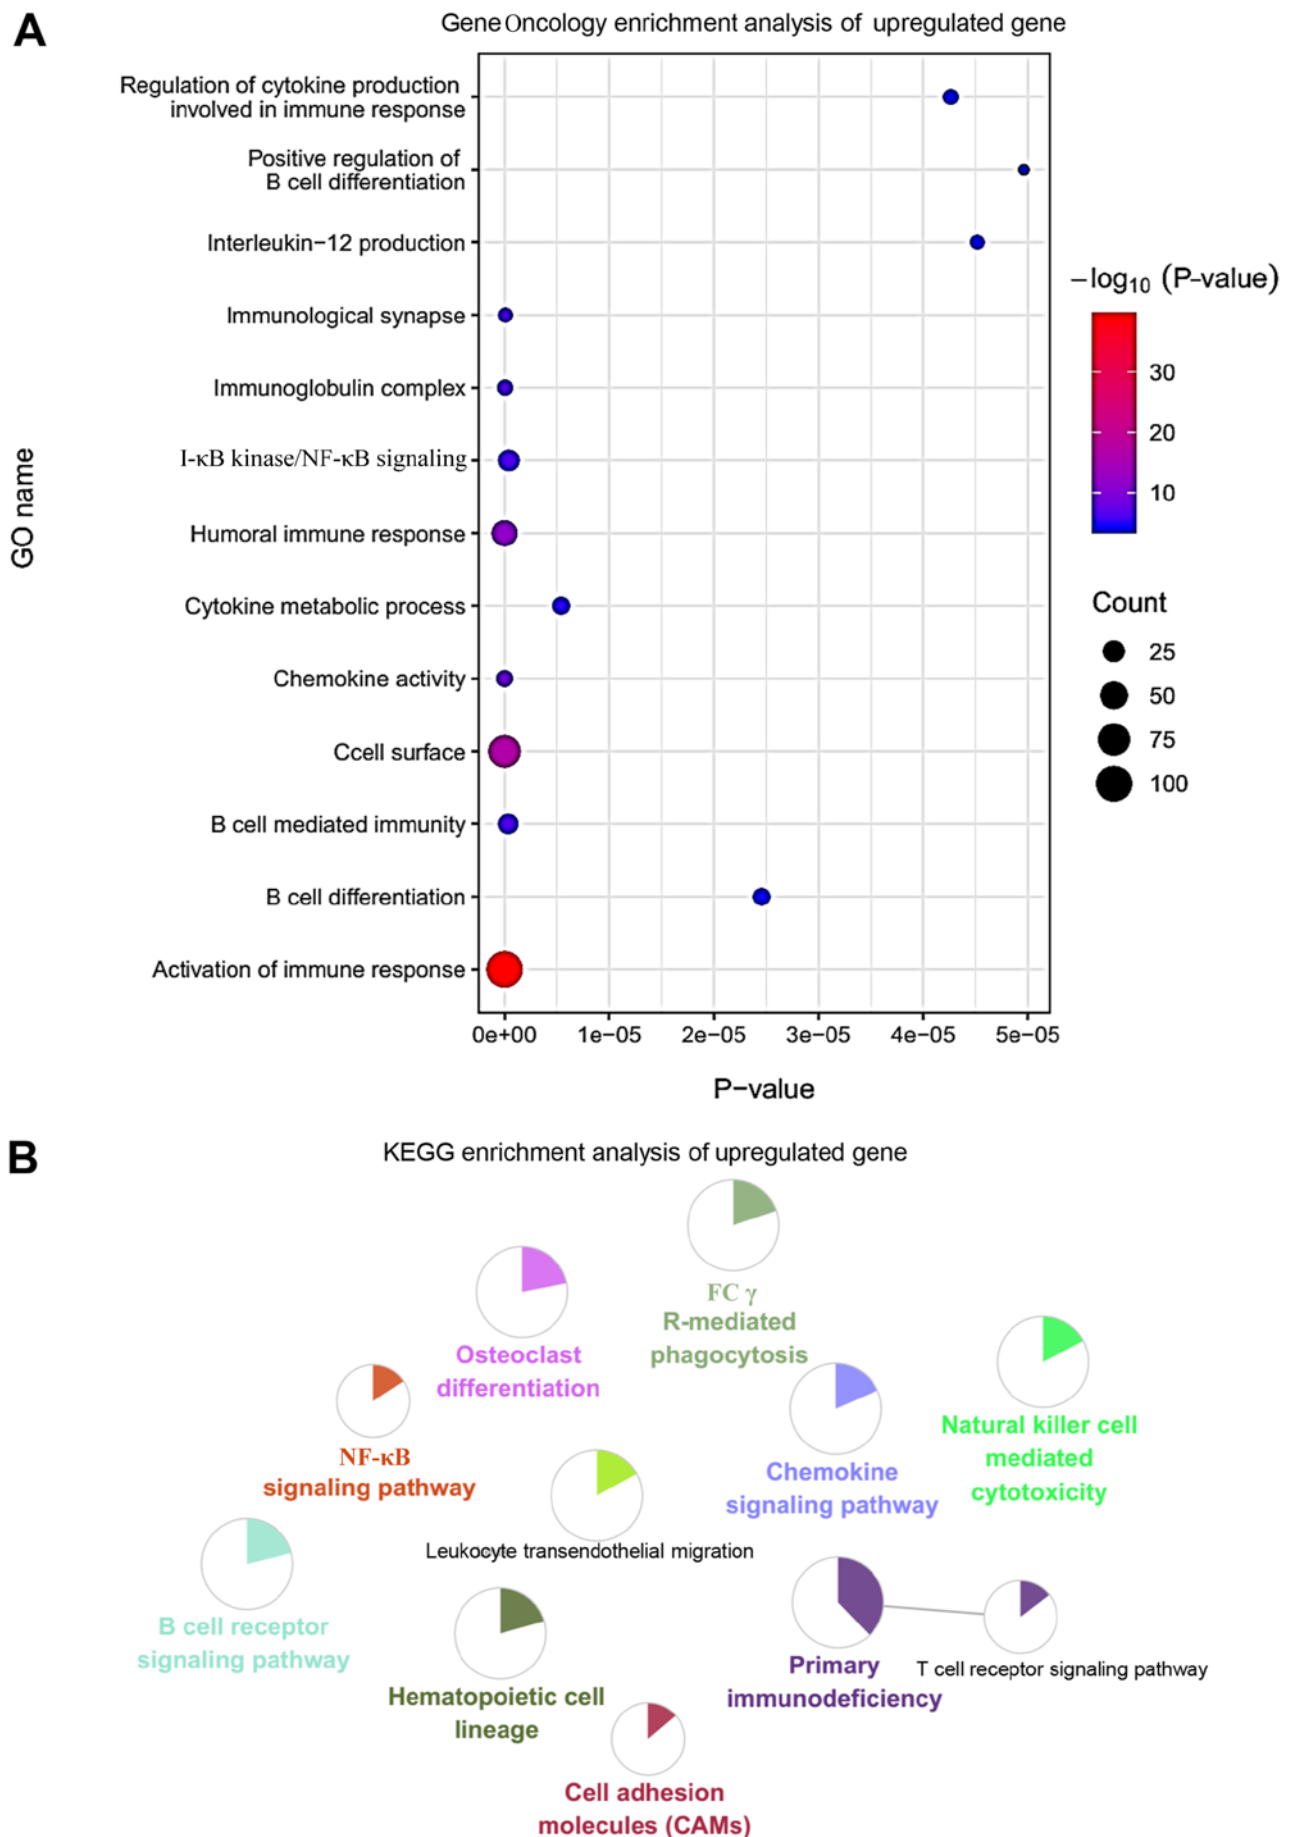 A
Gene Oncology enrichment analysis of upregulated gene
Regulation of cytokine production
involved in immune response
Positive regulation of
B cell differentiation
Interleukin−12 production
Immunological synapse
Immunoglobulin complex
I-κB kinase/NF-κB signaling
Humoral immune response
Cytokine metabolic process
Chemokine activity
Ccell surface
B cell mediated immunity
B cell differentiation
Activation of immune response
GO name
0e+00 1e−05 2e−05 3e−05 4e−05 5e−05
P−value
−log10 (P−value)
30
20
10
Count
25
50
75
100
B
KEGG enrichment analysis of upregulated gene
FC γ
R-mediated
phagocytosis
Osteoclast
differentiation
NF-κB
signaling pathway
Chemokine
signaling pathway
Natural killer cell
mediated
cytotoxicity
Leukocyte transendothelial migration
B cell receptor
signaling pathway
Hematopoietic cell
lineage
Primary
immunodeficiency
T cell receptor signaling pathway
Cell adhesion
molecules (CAMs)